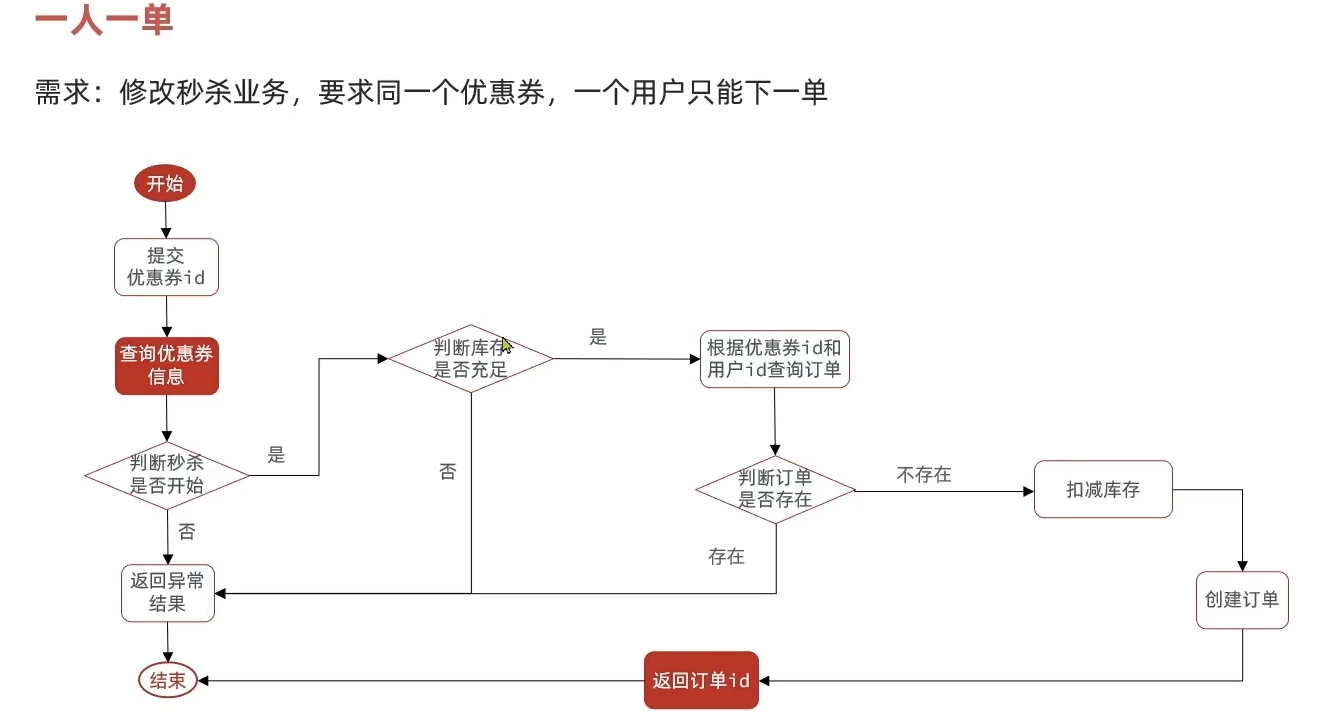 一人一单
需求：修改秒杀业务，要求同一个优惠券，一个用户只能下一单
开始
提交
优惠券id
查询优惠券
信息
判断秒杀
是否开始
是
否
判断库存
是否充足
是
否
根据优惠券id和
用户id查询订单
判断订单
是否存在
不存在
存在
扣减库存
创建订单
返回异常
结果
返回订单id
结束